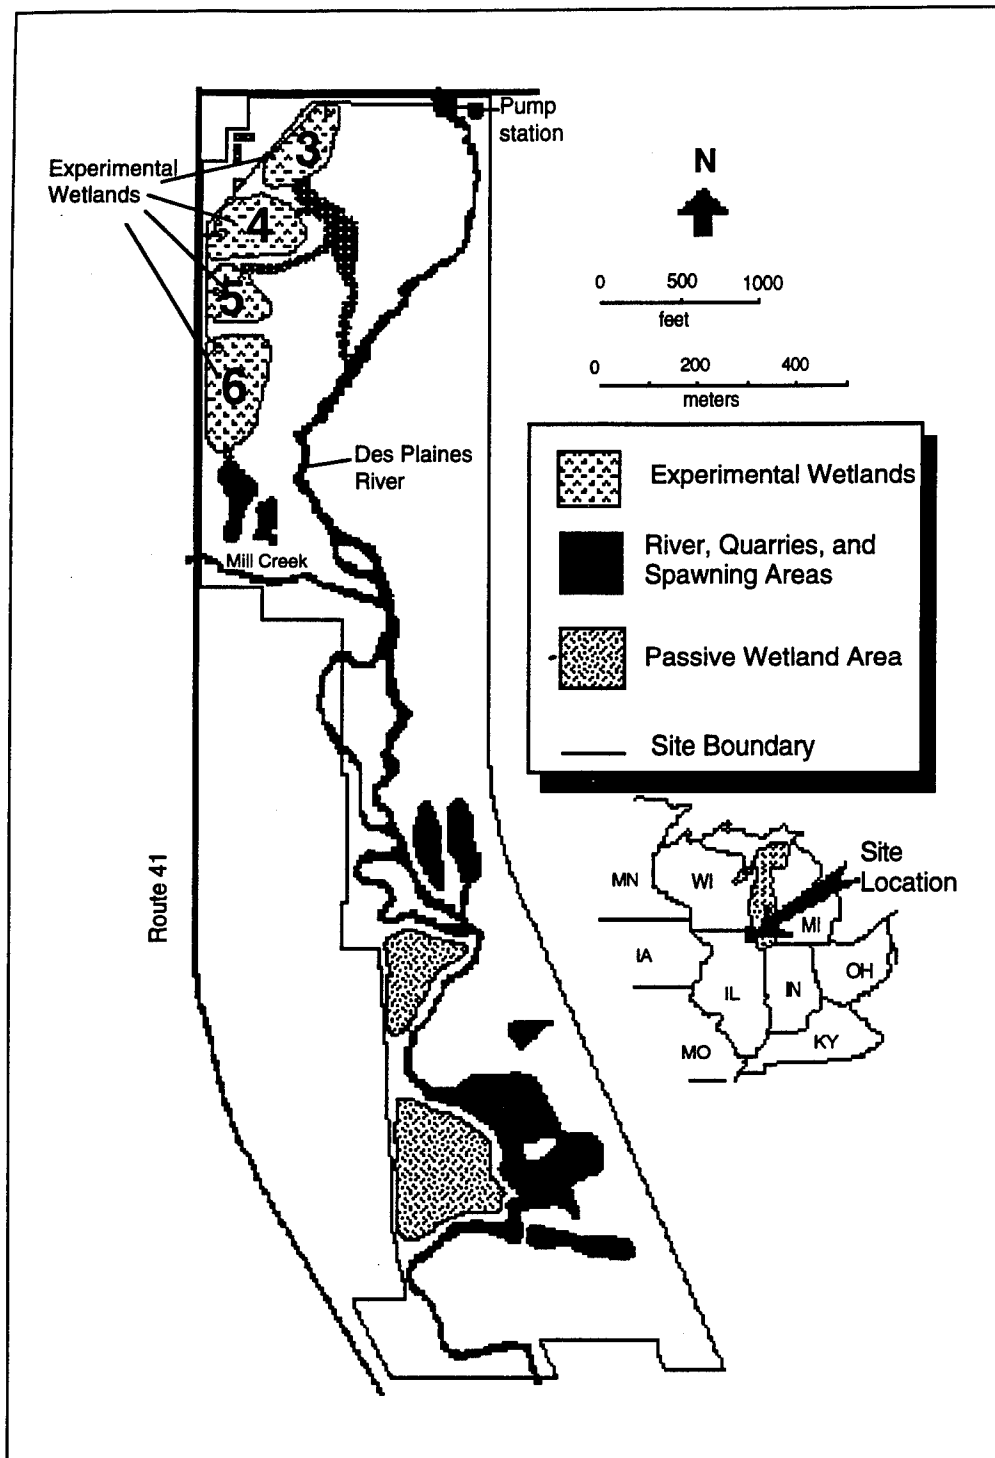 Pump
station
3
Experimental
Wetlands
4
5
6
N
0 500 1000
feet
0 200 400
meters
Des Plaines
River
Mill Creek
Experimental Wetlands
River, Quarries, and
Spawning Areas
Passive Wetland Area
Site Boundary
Route 41
Site
Location
MN
WI
MI
IA
IL
IN
OH
MO
KY